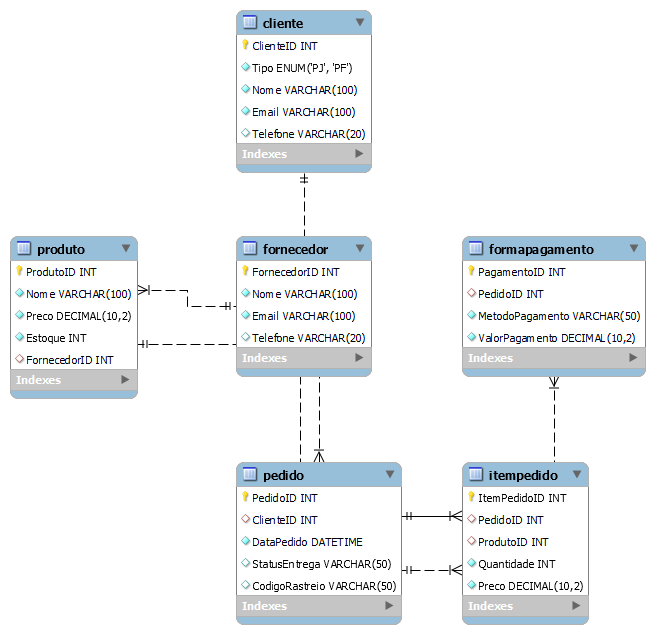 cliente
ClienteID INT
Tipo ENUM('PJ', 'PF')
Nome VARCHAR(100)
Email VARCHAR(100)
Telefone VARCHAR(20)
Indexes
produto
ProdutoID INT
Nome VARCHAR(100)
Preco DECIMAL(10,2)
Estoque INT
FornecedorID INT
Indexes
fornecedor
FornecedorID INT
Nome VARCHAR(100)
Email VARCHAR(100)
Telefone VARCHAR(20)
Indexes
formapagamento
PagamentoID INT
PedidoID INT
MetodoPagamento VARCHAR(50)
ValorPagamento DECIMAL(10,2)
Indexes
pedido
PedidoID INT
ClienteID INT
DataPedido DATETIME
StatusEntrega VARCHAR(50)
CodigoRastreio VARCHAR(50)
Indexes
itempedido
ItemPedidoID INT
PedidoID INT
ProdutoID INT
Quantidade INT
Preco DECIMAL(10,2)
Indexes